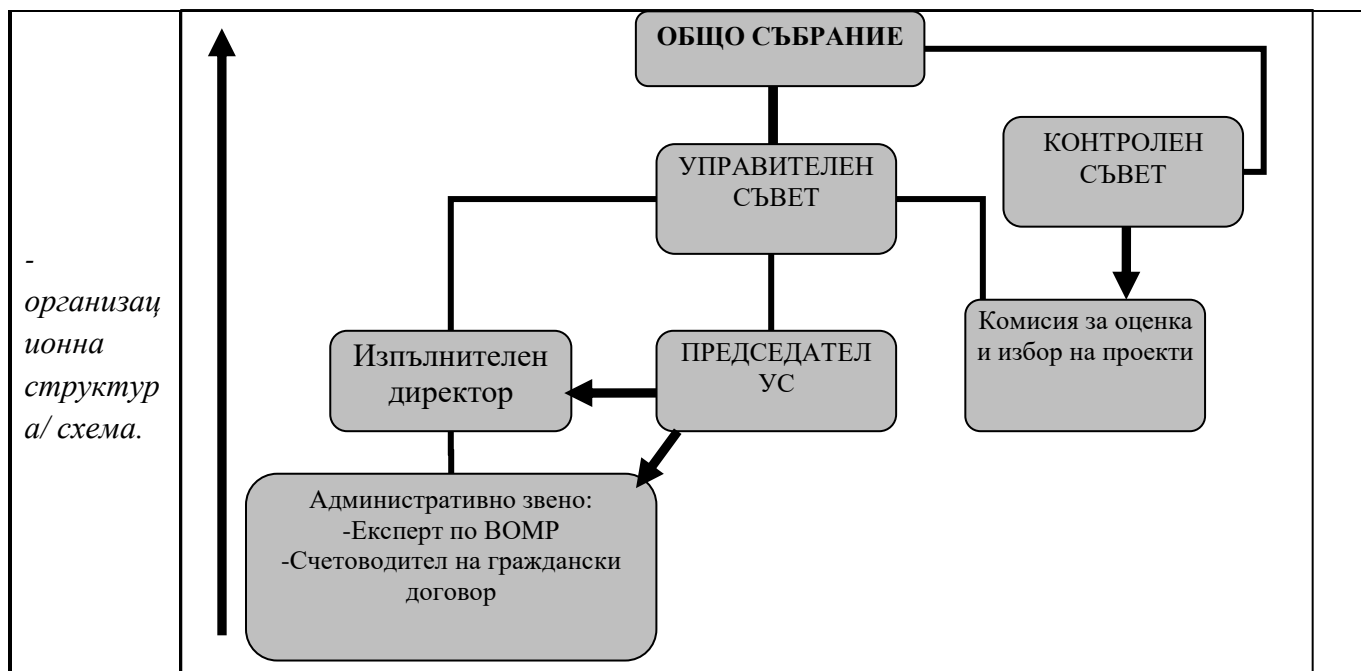 ОБЩО СЪБРАНИЕ
КОНТРОЛЕН
СЪВЕТ
УПРАВИТЕЛЕН
СЪВЕТ
-
организац
ионна
структур
а/ схема.
Изпълнителен
директор
ПРЕДСЕДАТЕЛ
УС
Комисия за оценка
и избор на проекти
Административно звено:
-Експерт по ВОМР
-Счетоводител на граждански
договор